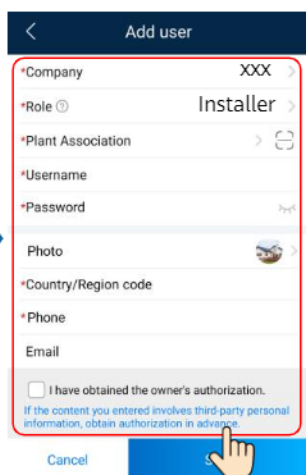 Add user
*Company XXX
*Role Installer
*Plant Association
*Username
*Password
Photo
*Country/Region code
*Phone
Email
I have obtained the owner's authorization.
If the content you entered involves third-party personal
information, obtain authorization in advance.
Cancel